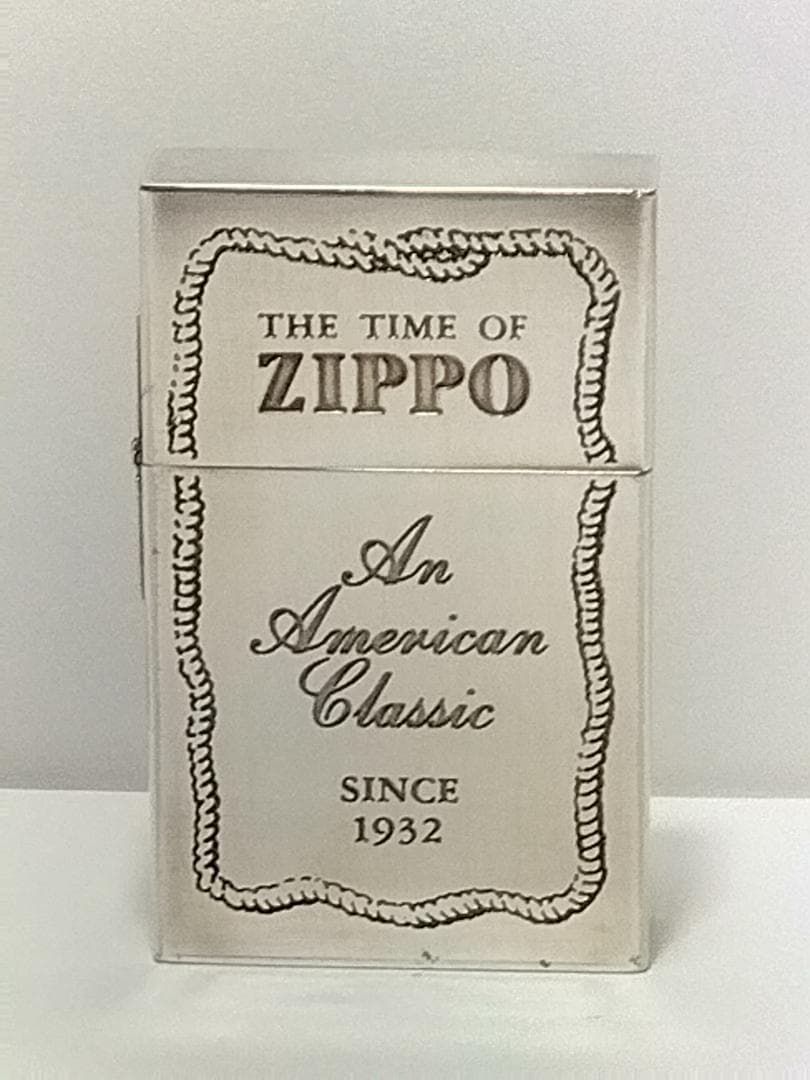 THE TIME OF
ZIPPO
An
American
Classic
SINCE
1932